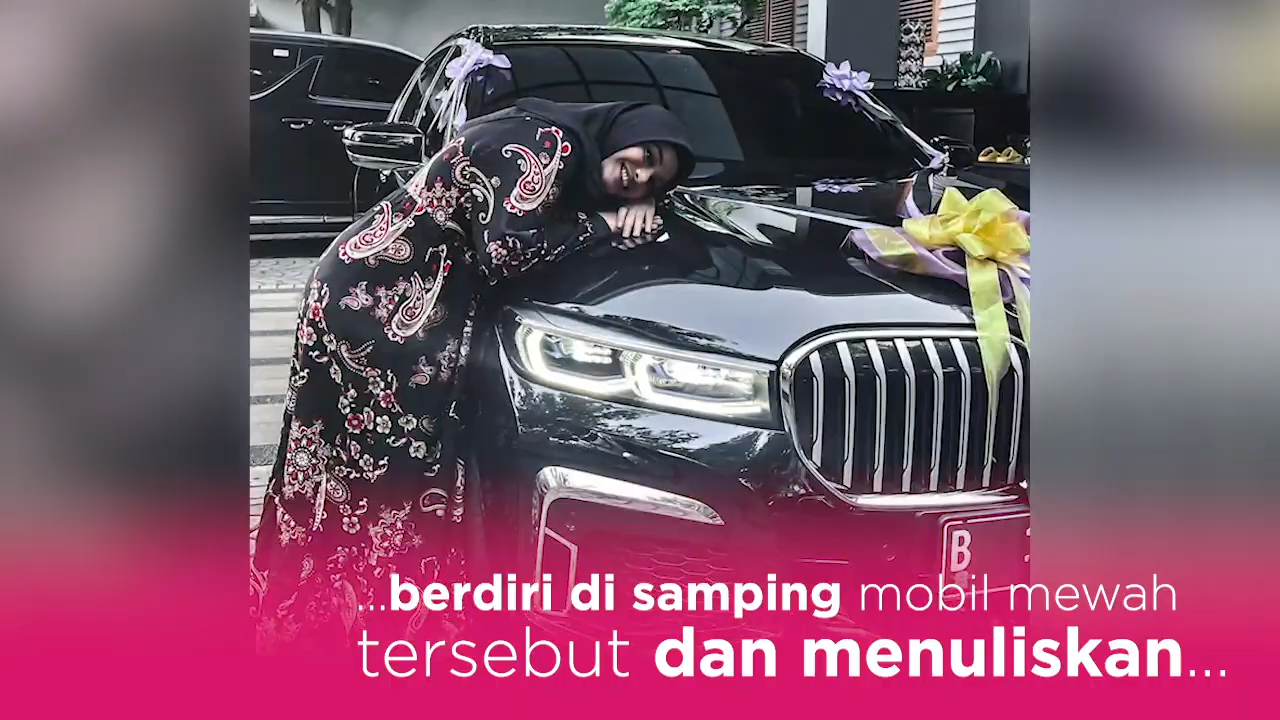 B
...berdiri di samping mobil mewah
tersebut dan menuliskan...